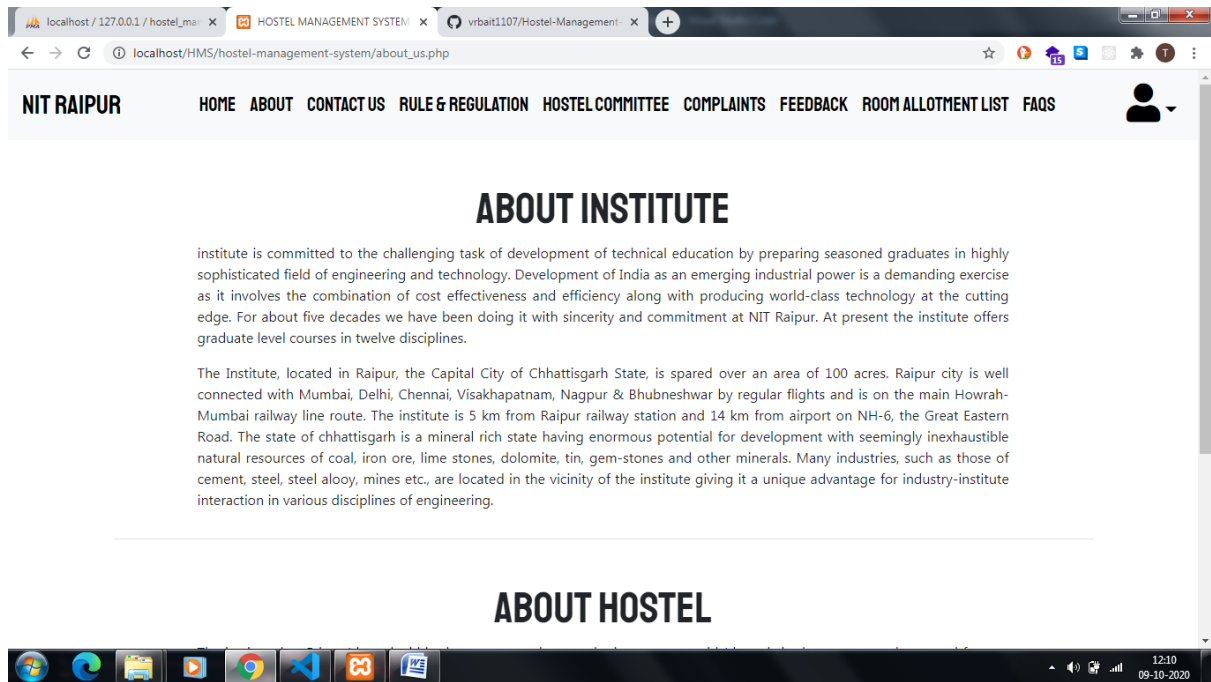 localhost / 127.0.0.1 / hostel_mar
HOSTEL MANAGEMENT SYSTEM
vrbait1107/Hostel-Management-
localhost/HMS/hostel-management-system/about_us.php
15
S
T
NIT RAIPUR
HOME ABOUT CONTACT US RULE & REGULATION HOSTEL COMMITTEE COMPLAINTS FEEDBACK ROOM ALLOTMENT LIST FAQS
ABOUT INSTITUTE
institute is committed to the challenging task of development of technical education by preparing seasoned graduates in highly
sophisticated field of engineering and technology. Development of India as an emerging industrial power is a demanding exercise
as it involves the combination of cost effectiveness and efficiency along with producing world-class technology at the cutting
edge. For about five decades we have been doing it with sincerity and commitment at NIT Raipur. At present the institute offers
graduate level courses in twelve disciplines.
The Institute, located in Raipur, the Capital City of Chhattisgarh State, is spared over an area of 100 acres. Raipur city is well
connected with Mumbai, Delhi, Chennai, Visakhapatnam, Nagpur & Bhubneshwar by regular flights and is on the main Howrah-
Mumbai railway line route. The institute is 5 km from Raipur railway station and 14 km from airport on NH-6, the Great Eastern
Road. The state of chhattisgarh is a mineral rich state having enormous potential for development with seemingly inexhaustible
natural resources of coal, iron ore, lime stones, dolomite, tin, gem-stones and other minerals. Many industries, such as those of
cement, steel, steel alooy, mines etc., are located in the vicinity of the institute giving it a unique advantage for industry-institute
interaction in various disciplines of engineering.
ABOUT HOSTEL
12:10
09-10-2020